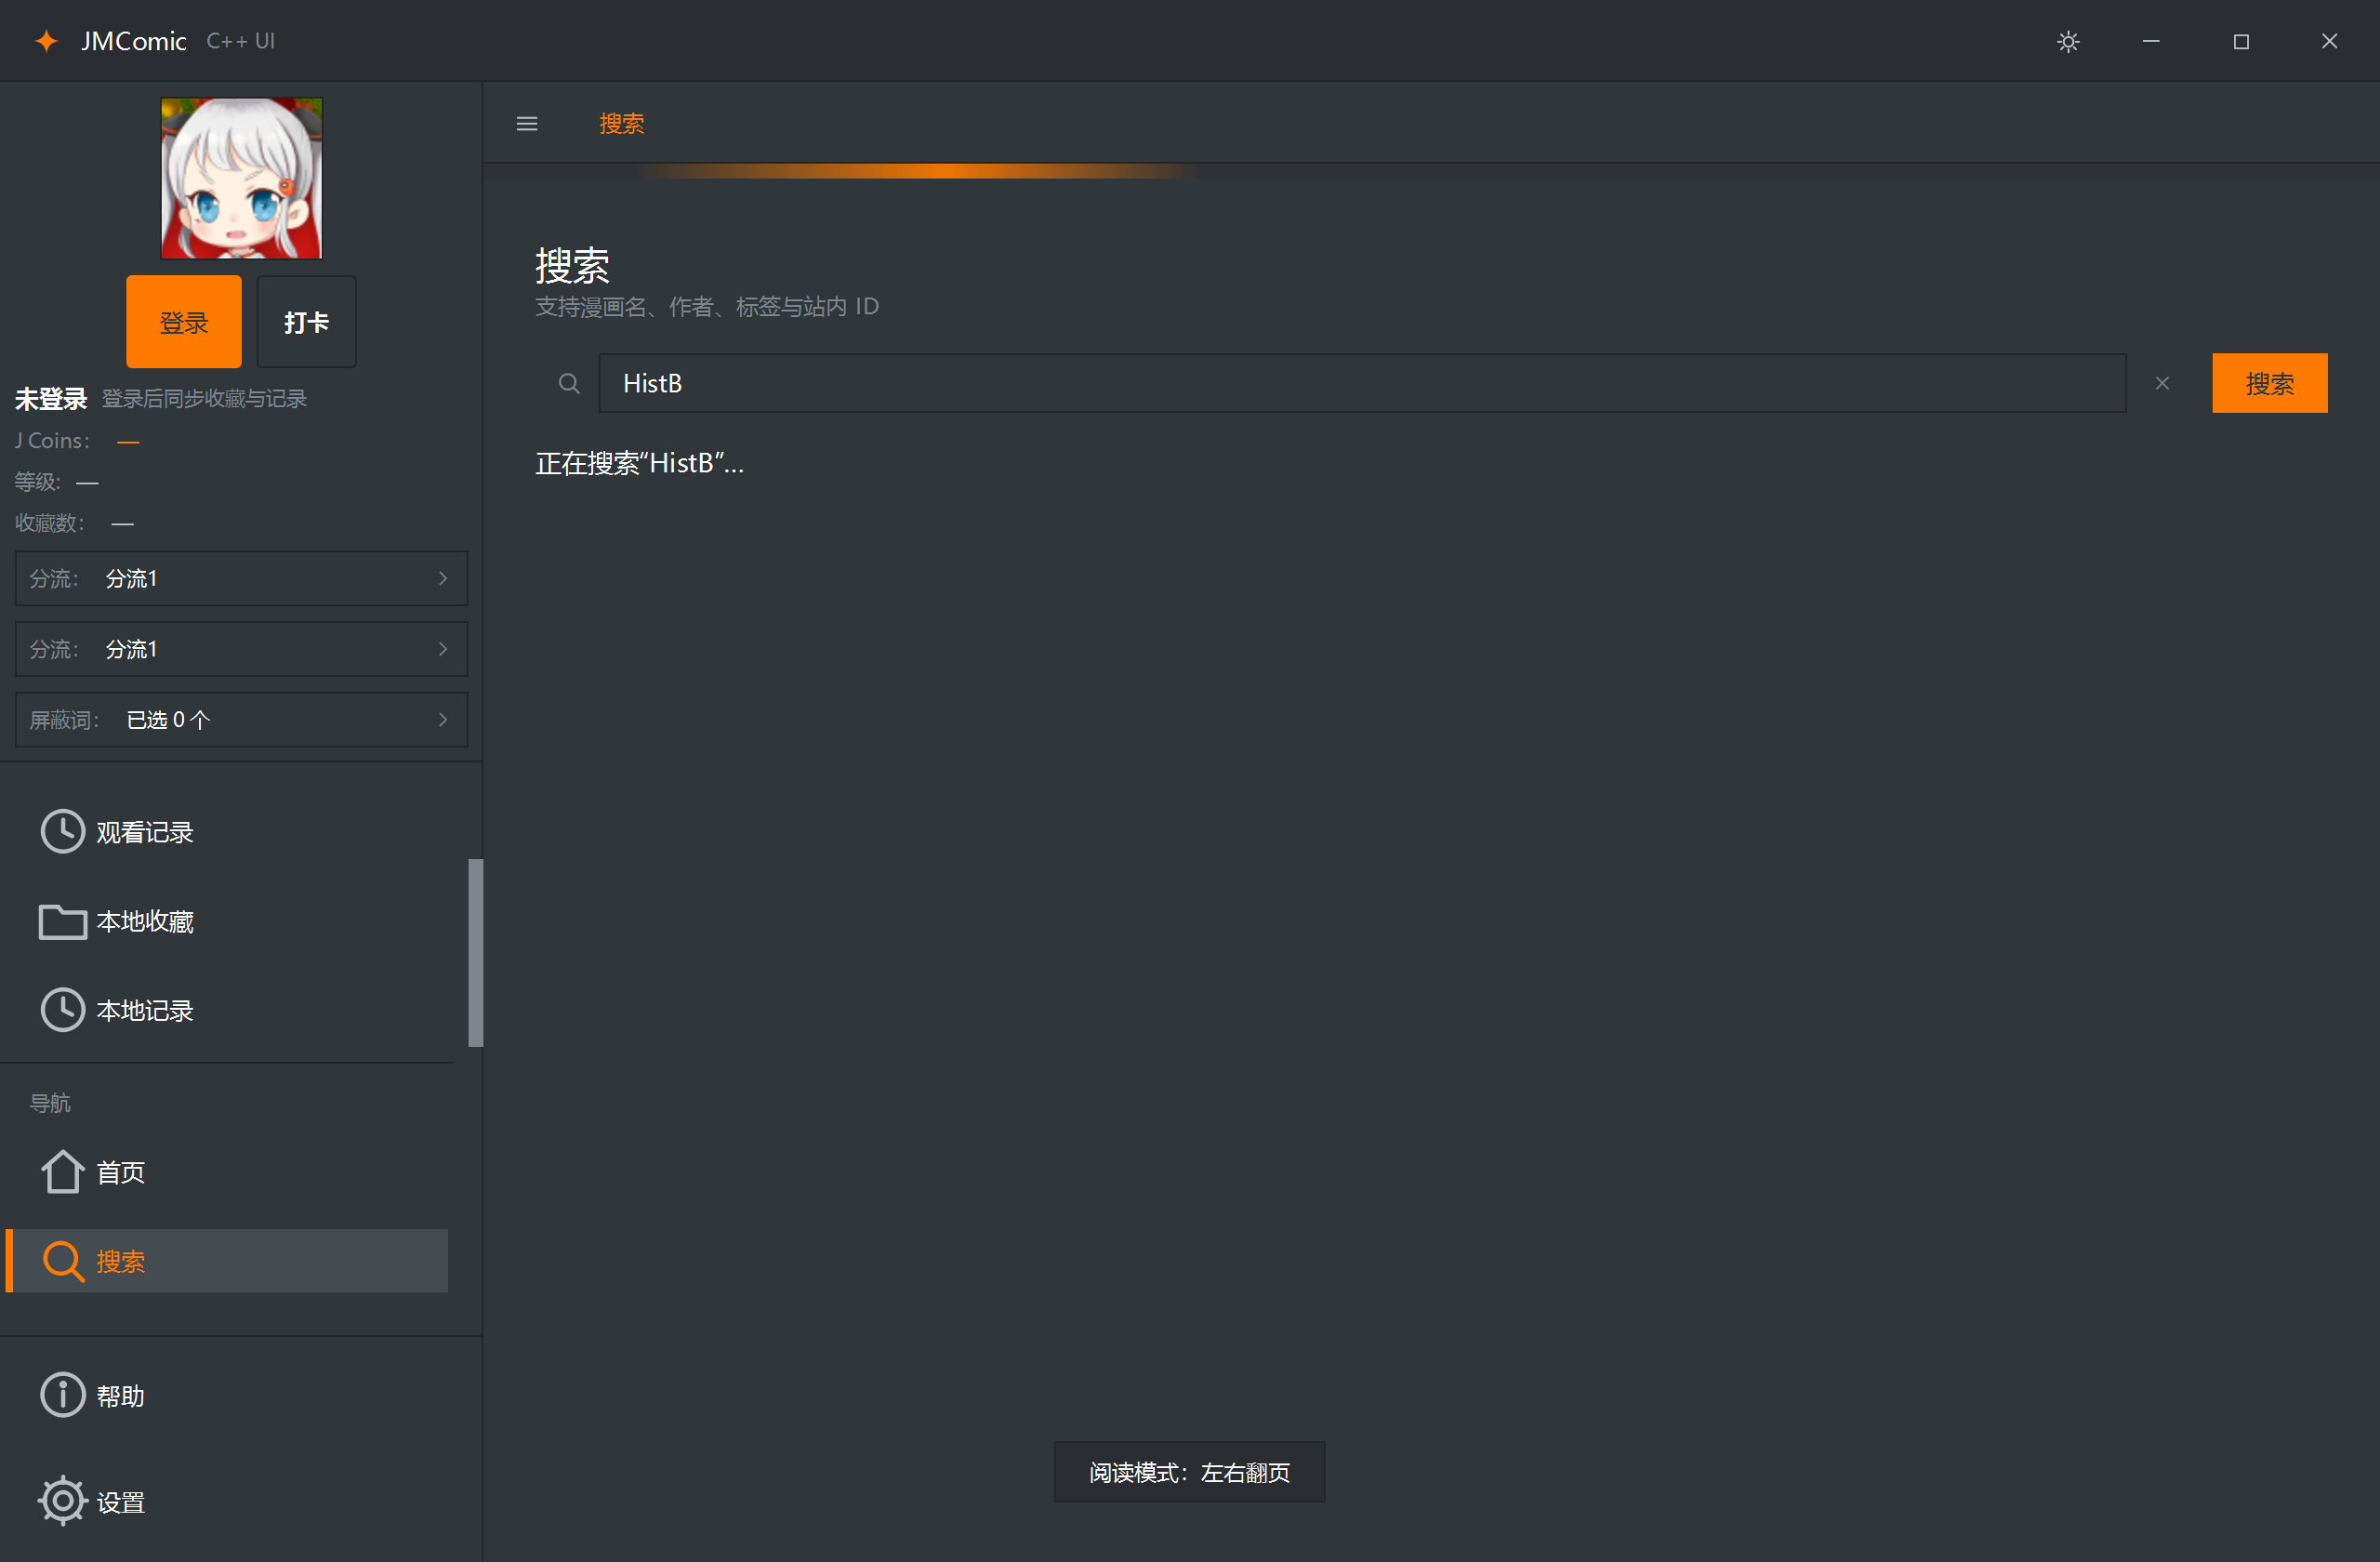 JMComic C++ UI
搜索
登录
打卡
未登录 登录后同步收藏与记录
J Coins: —
等级: —
收藏数: —
分流: 分流1
分流: 分流1
屏蔽词: 已选 0 个
观看记录
本地收藏
本地记录
导航
首页
搜索
帮助
设置
搜索
支持漫画名、作者、标签与站内 ID
HistB
搜索
正在搜索“HistB”...
阅读模式：左右翻页